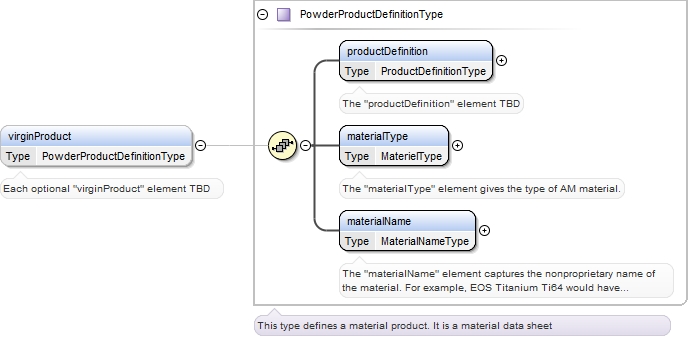 PowderProductDefinitionType
productDefinition
Type ProductDefinitionType
The "productDefinition" element TBD
virginProduct
Type PowderProductDefinitionType
Each optional "virginProduct" element TBD
materialType
Type MaterielType
The "materialType" element gives the type of AM material.
materialName
Type MaterialNameType
The "materialName" element captures the nonproprietary name of
the material. For example, EOS Titanium Ti64 would have...
This type defines a material product. It is a material data sheet